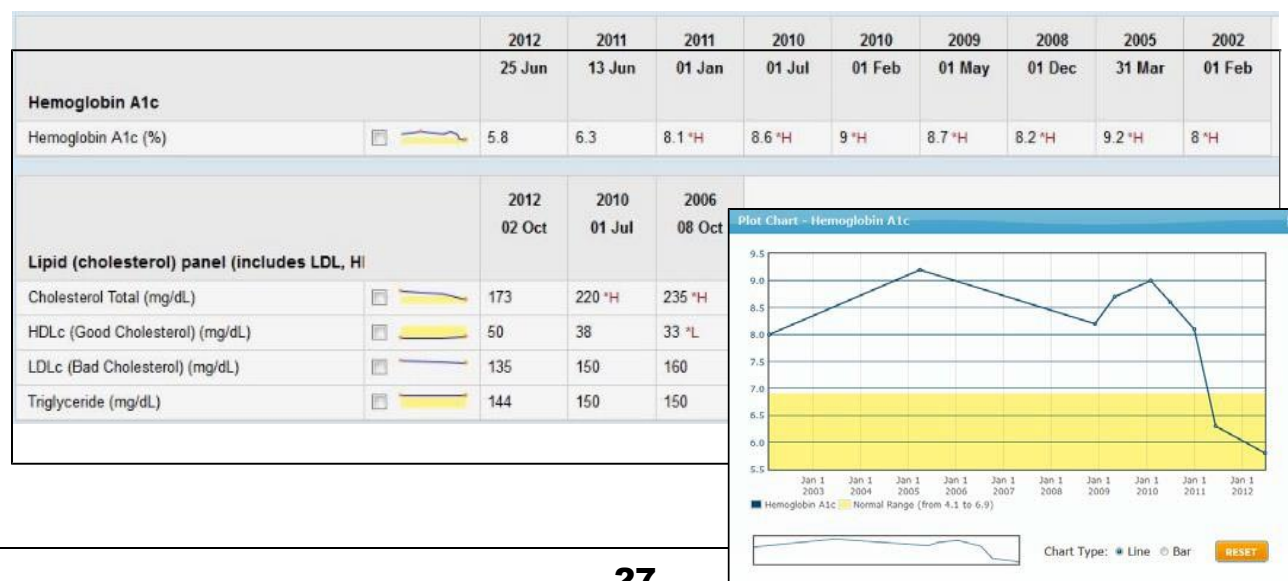 2012 2011 2011 2010 2010 2009 2008 2005 2002
25 Jun 13 Jun 01 Jan 01 Jul 01 Feb 01 May 01 Dec 31 Mar 01 Feb
Hemoglobin A1c
Hemoglobin A1c (%) 5.8 6.3 8.1 *H 8.6 *H 9 *H 8.7 *H 8.2 *H 9.2 *H 8 *H
2012 2010 2006
02 Oct 01 Jul 08 Oct
Lipid (cholesterol) panel (includes LDL, H
Cholesterol Total (mg/dL) 173 220 *H 235 *H
HDLc (Good Cholesterol) (mg/dL) 50 38 33 *L
LDLc (Bad Cholesterol) (mg/dL) 135 150 160
Triglyceride (mg/dL) 144 150 150
Plot Chart - Hemoglobin A1c
9.5
9.0
8.5
8.0
7.5
7.0
6.5
6.0
5.5
Jan 1 Jan 1 Jan 1 Jan 1 Jan 1 Jan 1 Jan 1 Jan 1 Jan 1 Jan 1
2003 2004 2005 2006 2007 2008 2009 2010 2011 2012
Hemoglobin A1c Normal Range (from 4.1 to 6.9)
Chart Type: Line Bar RESET
27